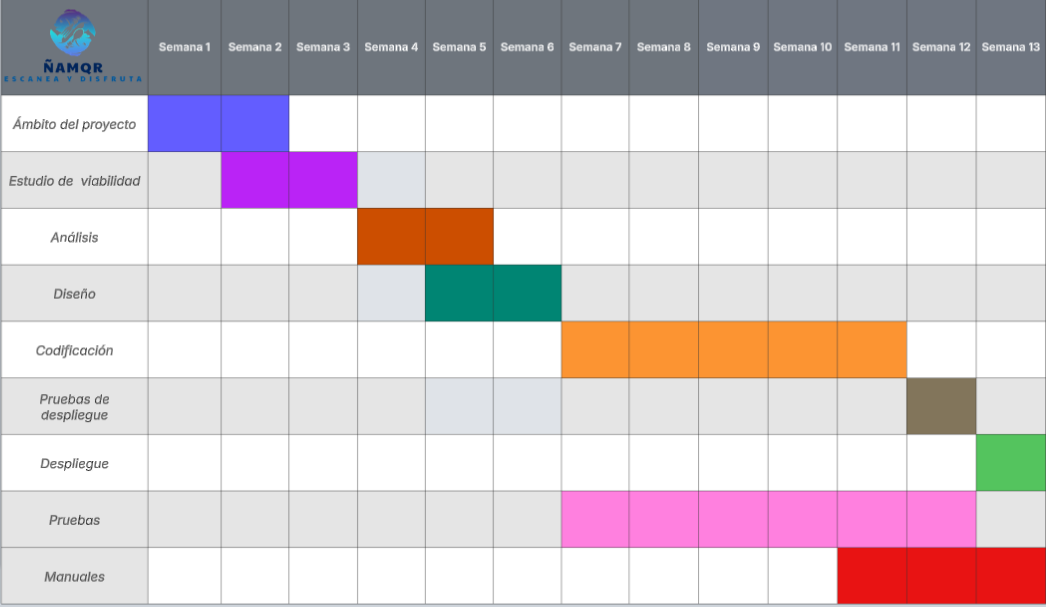 ÑAMQR
ESCANEA Y DISFRUTA
Semana 1 Semana 2 Semana 3 Semana 4 Semana 5 Semana 6 Semana 7 Semana 8 Semana 9 Semana 10 Semana 11 Semana 12 Semana 13
Ámbito del proyecto
Estudio de viabilidad
Análisis
Diseño
Codificación
Pruebas de
despliegue
Despliegue
Pruebas
Manuales